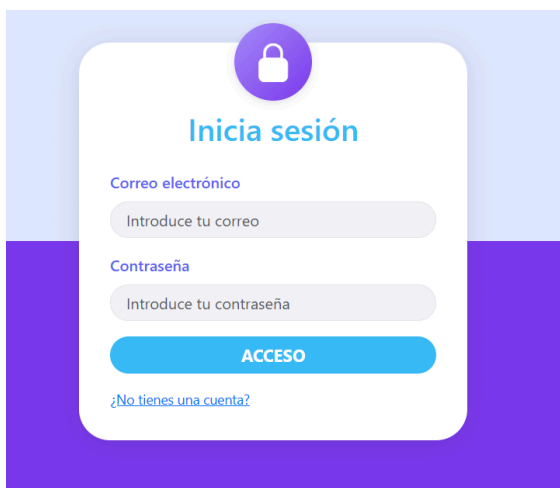 Inicia sesión
Correo electrónico
Introduce tu correo
Contraseña
Introduce tu contraseña
ACCESO
¿No tienes una cuenta?